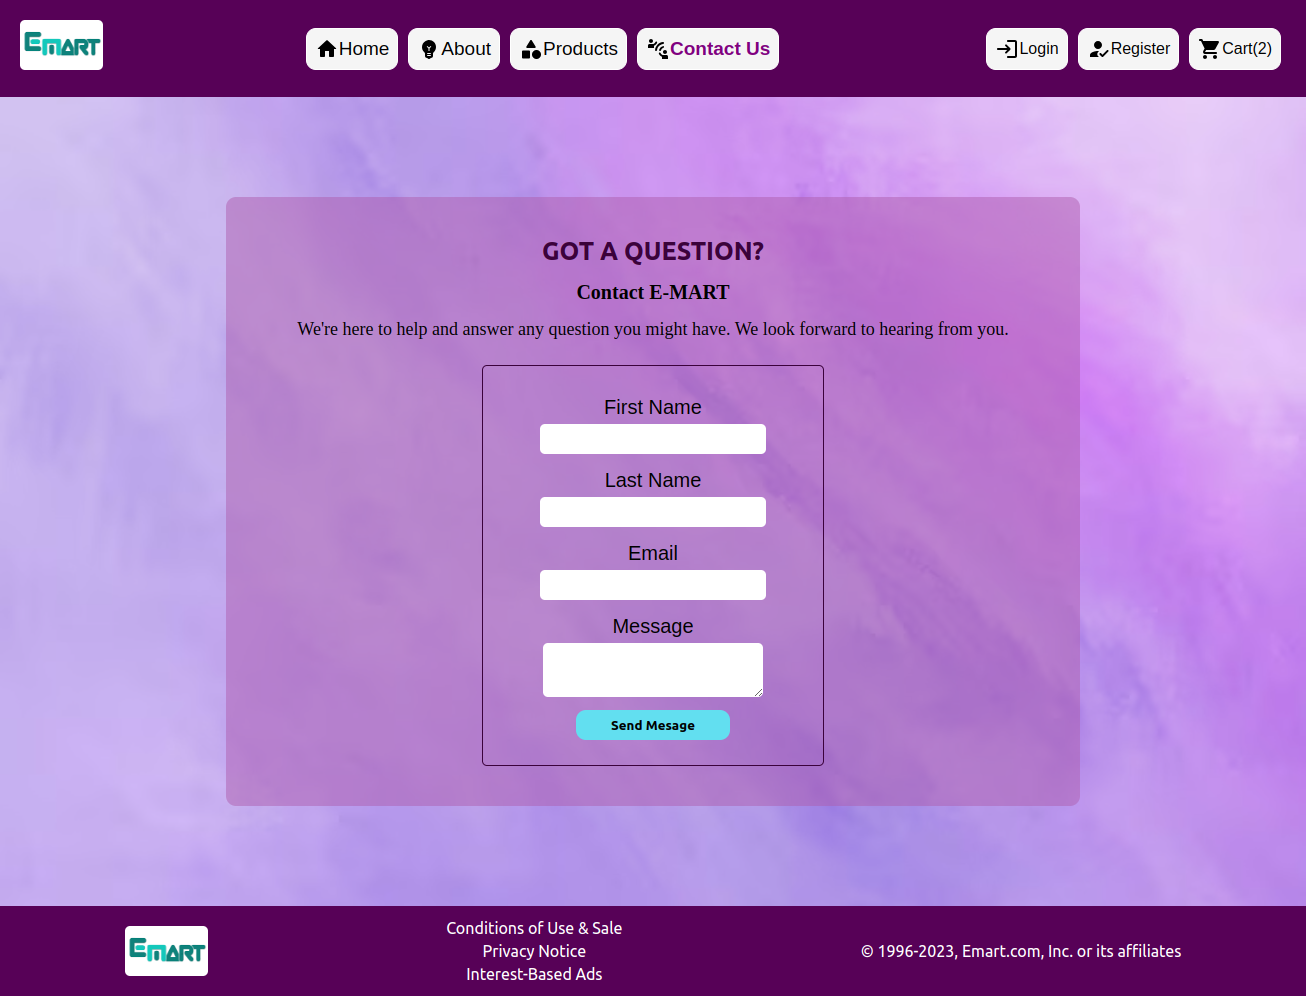 EMART
Home
About
Products
Contact Us
Login
Register
Cart(2)
GOT A QUESTION?
Contact E-MART
We're here to help and answer any question you might have. We look forward to hearing from you.
First Name
Last Name
Email
Message
Send Mesage
EMART
Conditions of Use & Sale
Privacy Notice
Interest-Based Ads
© 1996-2023, Emart.com, Inc. or its affiliates